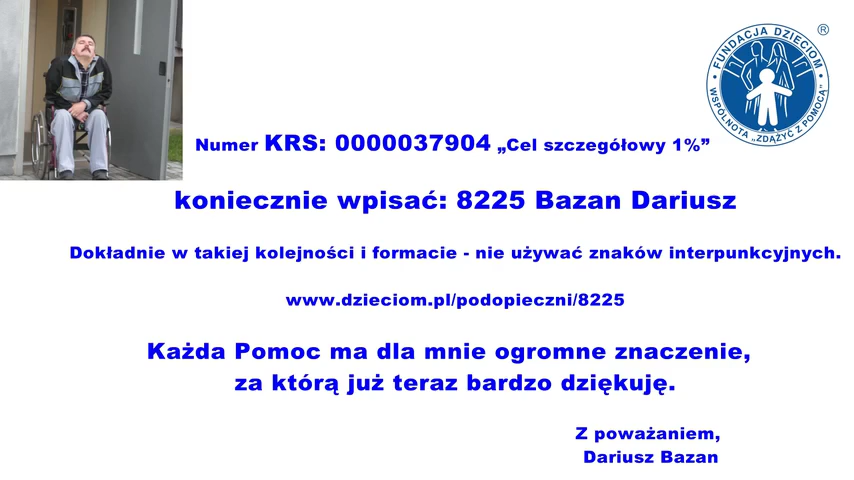 FUNDACJA DZIECIOM
®
WSPÓLNOTA „ZDĄŻYĆ Z POMOCĄ”
Numer KRS: 0000037904 „Cel szczegółowy 1%”
koniecznie wpisać: 8225 Bazan Dariusz
Dokładnie w takiej kolejności i formacie - nie używać znaków interpunkcyjnych.
www.dzieciom.pl/podopieczni/8225
Każda Pomoc ma dla mnie ogromne znaczenie,
za którą już teraz bardzo dziękuję.
Z poważaniem,
Dariusz Bazan